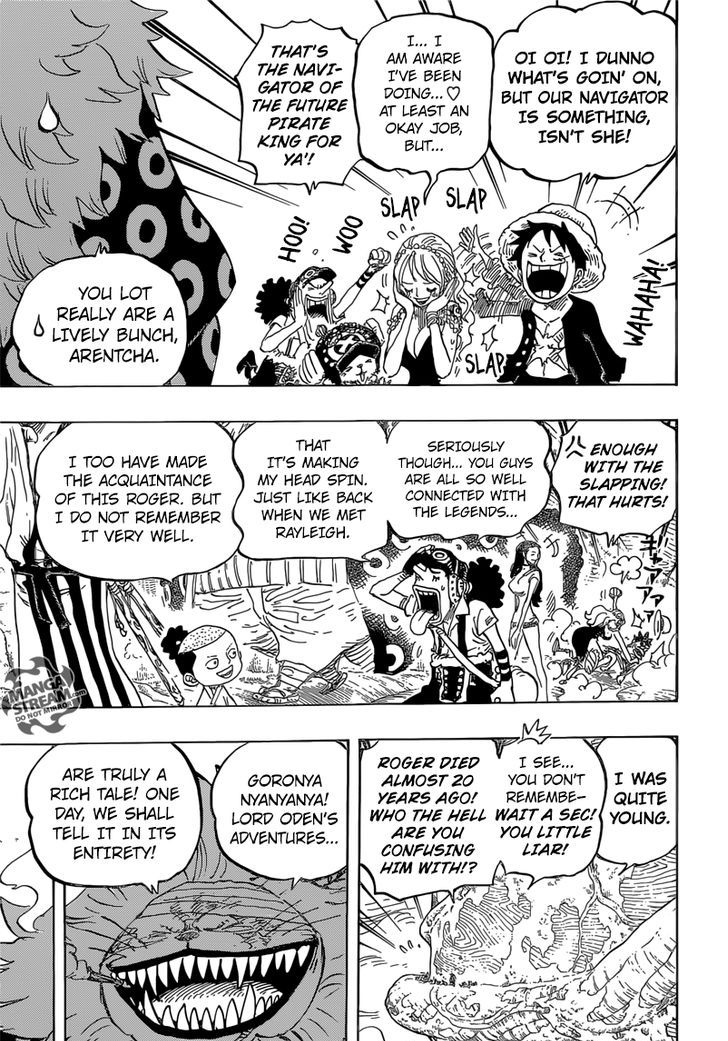 OI OI! I DUNNO
WHAT'S GOIN' ON,
BUT OUR NAVIGATOR
IS SOMETHING,
ISN'T SHE!
I... I
AM AWARE
I'VE BEEN
DOING...♡
AT LEAST AN
OKAY JOB,
BUT...
THAT'S
THE NAVI-
GATOR OF
THE FUTURE
PIRATE
KING FOR
YA'!
WAHAHA!
SLAP
SLAP
SLAP
WOO
HOO!
YOU LOT
REALLY ARE A
LIVELY BUNCH,
ARENTCHA.
ENOUGH
WITH THE
SLAPPING!
THAT HURTS!
SERIOUSLY
THOUGH... YOU GUYS
ARE ALL SO WELL
CONNECTED WITH
THE LEGENDS...
THAT
IT'S MAKING
MY HEAD SPIN.
JUST LIKE BACK
WHEN WE MET
RAYLEIGH.
I TOO HAVE MADE
THE ACQUAINTANCE
OF THIS ROGER. BUT
I DO NOT REMEMBER
IT VERY WELL.
MANGA
STREAM.COM
DO NOT MIRROR
I WAS
QUITE
YOUNG.
I SEE...
YOU DON'T
REMEMBE-
WAIT A SEC!
YOU LITTLE
LIAR!
ROGER DIED
ALMOST 20
YEARS AGO!
WHO THE HELL
ARE YOU
CONFUSING
HIM WITH!?
GORONYA
NYANYANYA!
LORD ODEN'S
ADVENTURES...
ARE TRULY A
RICH TALE! ONE
DAY, WE SHALL
TELL IT IN ITS
ENTIRETY!